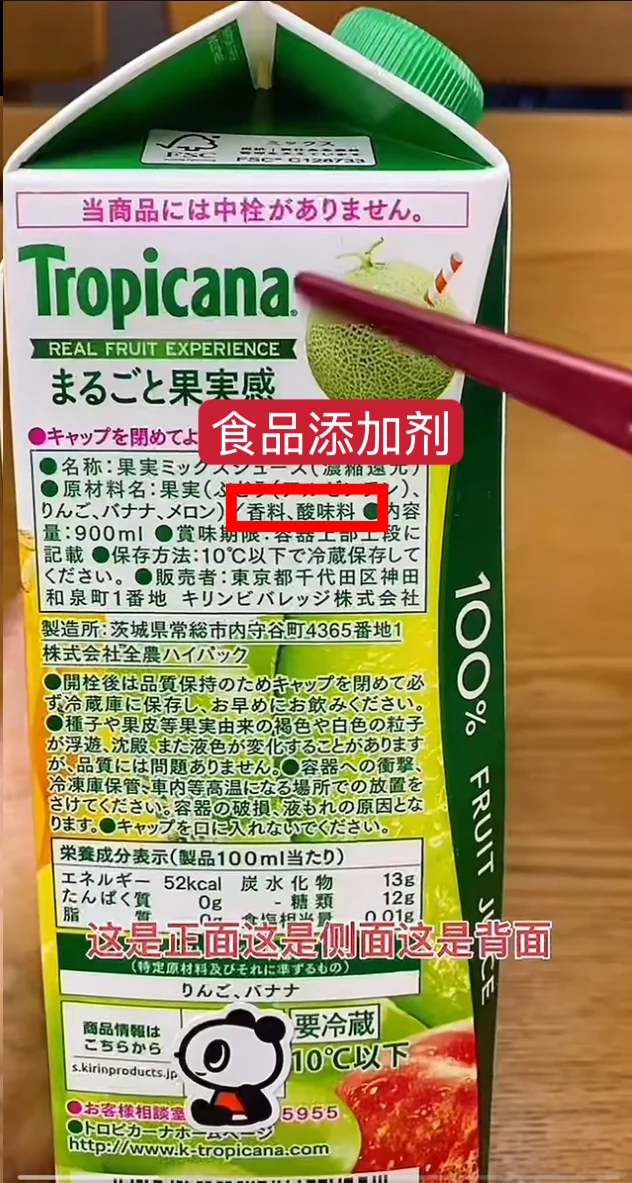 FSC
ミックス
FSC® C128733
当商品には中栓がありません。
Tropicana®
REAL FRUIT EXPERIENCE
まるごと果実感
●キャップを閉めてよ
食品添加剂
●名称:果実ミックスジュース(濃縮還元)
●原材料名:果実(
りんご、バナナ、メロン)／香料、酸味料 ●内容
量:900ml ●賞味期限:容器上部上段に
記載 ●保存方法:10℃以下で冷蔵保存して
ください。●販売者:東京都千代田区神田
和泉町1番地 キリンビバレッジ株式会社
製造所:茨城県常総市内守谷町4365番地1
株式会社全農ハイパック
●開栓後は品質保持のためキャップを閉めて必
ず冷蔵庫に保存し、お早めにお飲みください。
●種子や果皮等果実由来の褐色や白色の粒子
が浮遊、沈殿、また液色が変化することがあります
が、品質には問題ありません。●容器への衝撃、
冷凍庫保管、車内等高温になる場所での放置を
さけてください。容器の破損、液もれの原因とな
ります。●キャップを口に入れないでください。
栄養成分表示(製品100ml当たり)
エネルギー 52kcal 炭水化物 13g
たんぱく質 0g -糖類 12g
脂質 0g 食塩相当量 0.01g
这是正面这是侧面这是背面
(特定原材料及びそれに準ずるもの)
りんご、バナナ
商品情報は
こちらから
s.kirinproducts.jp
要冷蔵
10℃以下
●お客様相談室 5955
●トロピカーナホームページ
http://www.k-tropicana.com
100% FRUIT JUICE